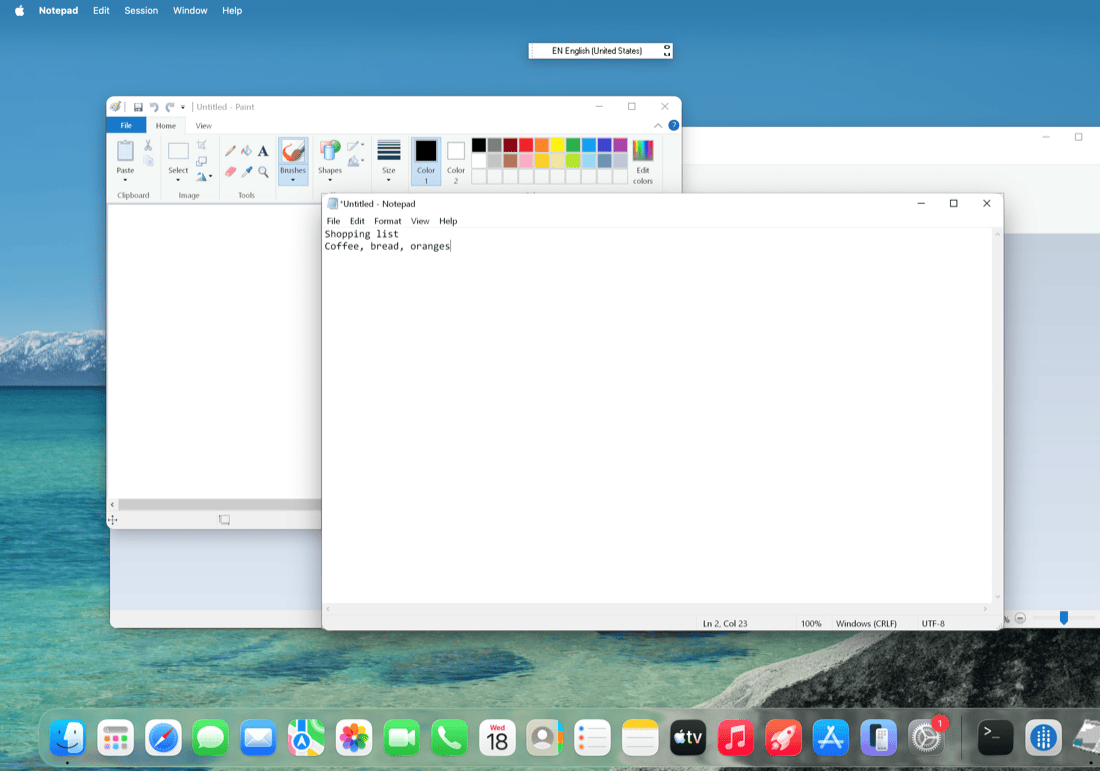 Notepad Edit Session Window Help
EN English (United States)
Untitled - Paint
File Home View
Paste Select Brushes Shapes Size Color 1 Color 2 Edit colors
Clipboard Image Tools
*Untitled - Notepad
File Edit Format View Help
Shopping list
Coffee, bread, oranges
Ln 2, Col 23 100% Windows (CRLF) UTF-8
Wed
18
tv
1
>_